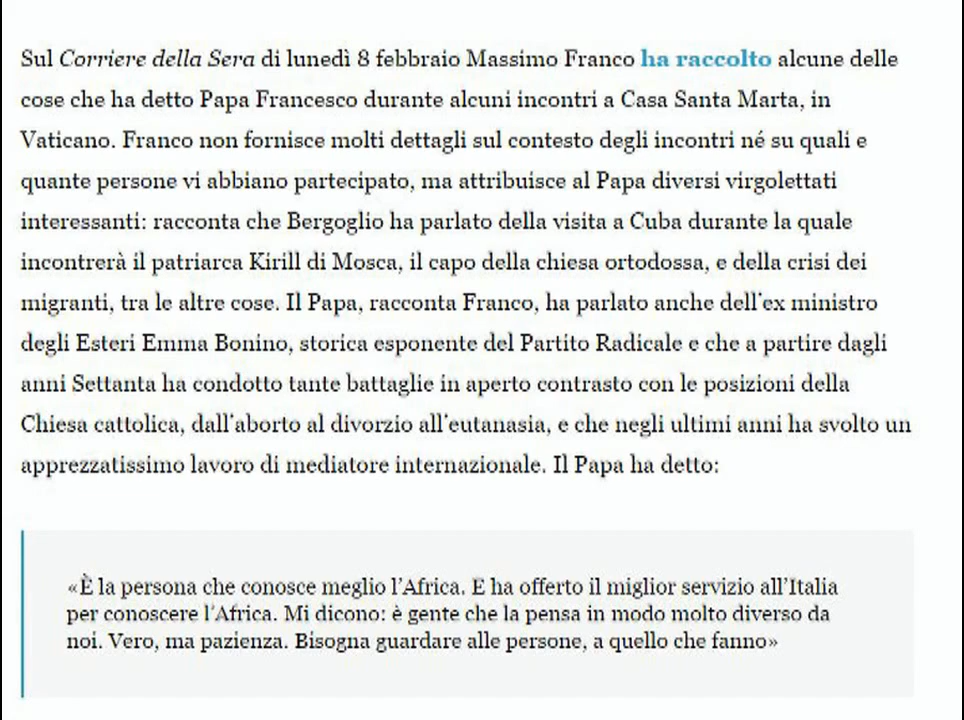 Sul Corriere della Sera di lunedì 8 febbraio Massimo Franco ha raccolto alcune delle
cose che ha detto Papa Francesco durante alcuni incontri a Casa Santa Marta, in
Vaticano. Franco non fornisce molti dettagli sul contesto degli incontri né su quali e
quante persone vi abbiano partecipato, ma attribuisce al Papa diversi virgolettati
interessanti: racconta che Bergoglio ha parlato della visita a Cuba durante la quale
incontrerà il patriarca Kirill di Mosca, il capo della chiesa ortodossa, e della crisi dei
migranti, tra le altre cose. Il Papa, racconta Franco, ha parlato anche dell'ex ministro
degli Esteri Emma Bonino, storica esponente del Partito Radicale e che a partire dagli
anni Settanta ha condotto tante battaglie in aperto contrasto con le posizioni della
Chiesa cattolica, dall'aborto al divorzio all'eutanasia, e che negli ultimi anni ha svolto un
apprezzatissimo lavoro di mediatore internazionale. Il Papa ha detto:
«È la persona che conosce meglio l'Africa. E ha offerto il miglior servizio all'Italia
per conoscere l'Africa. Mi dicono: è gente che la pensa in modo molto diverso da
noi. Vero, ma pazienza. Bisogna guardare alle persone, a quello che fanno»